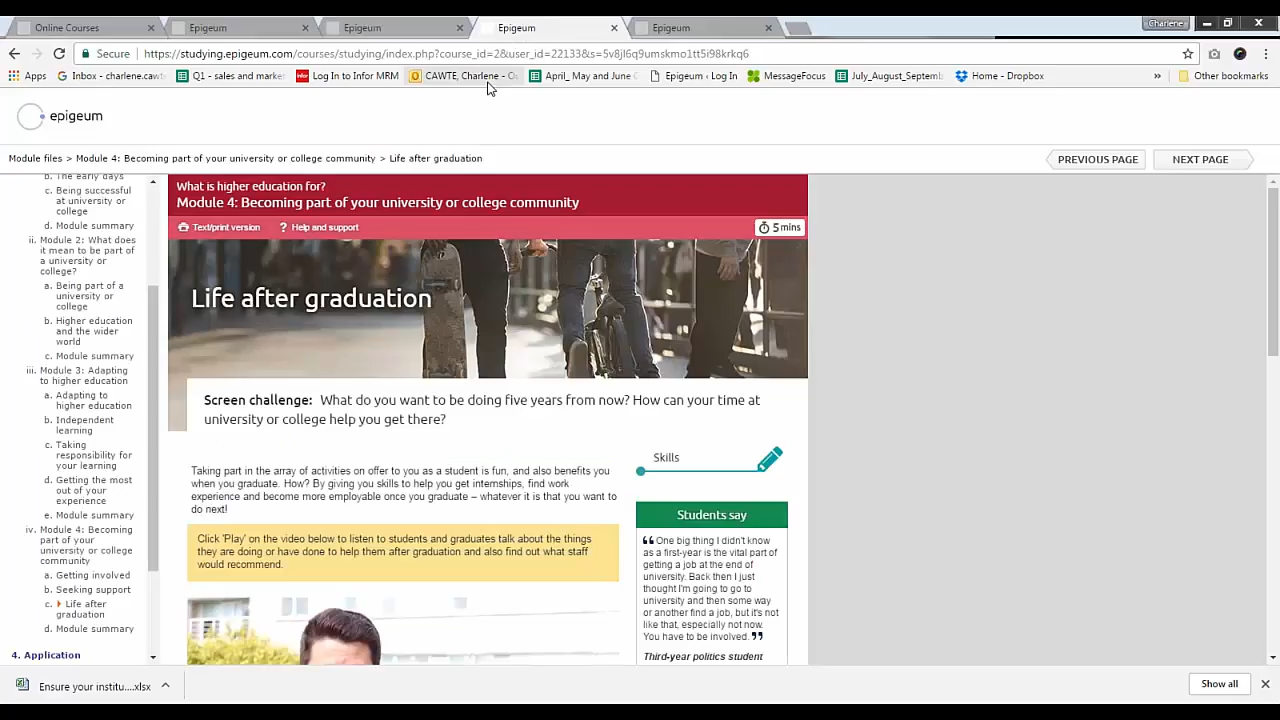 Online Courses
Epigeum
Epigeum
Epigeum
Epigeum
Charlene
Secure
https://studying.epigeum.com/courses/studying/index.php?course_id=2&user_id=22133&s=5v8jl6q9umskmo1tt5i98krkq6
Apps
Inbox - charlene.cawt
Q1 - sales and marke
Log In to Infor MRM
CAWTE, Charlene - O
April_May and June
Epigeum ‹ Log In
MessageFocus
July_August_Septemb
Home - Dropbox
»
Other bookmarks
epigeum
Module files > Module 4: Becoming part of your university or college community > Life after graduation
PREVIOUS PAGE
NEXT PAGE
b. The early days
c. Being successful
at university or
college
d. Module summary
ii. Module 2: What does
it mean to be part of
a university or
college?
a. Being part of a
university or
college
b. Higher education
and the wider
world
c. Module summary
iii. Module 3: Adapting
to higher education
a. Adapting to
higher education
b. Independent
learning
c. Taking
responsibility for
your learning
d. Getting the most
out of your
experience
e. Module summary
iv. Module 4: Becoming
part of your
university or college
community
a. Getting involved
b. Seeking support
c. Life after
graduation
d. Module summary
4. Application
What is higher education for?
Module 4: Becoming part of your university or college community
Text/print version
? Help and support
5 mins
Life after graduation
Screen challenge: What do you want to be doing five years from now? How can your time at
university or college help you get there?
Taking part in the array of activities on offer to you as a student is fun, and also benefits you
when you graduate. How? By giving you skills to help you get internships, find work
experience and become more employable once you graduate – whatever it is that you want to
do next!
Click 'Play' on the video below to listen to students and graduates talk about the things
they are doing or have done to help them after graduation and also find out what staff
would recommend.
Skills
Students say
“One big thing I didn't know
as a first-year is the vital part of
getting a job at the end of
university. Back then I just
thought I'm going to go to
university and then some way
or another find a job, but it's not
like that, especially not now.
You have to be involved.”
Third-year politics student
Ensure your institu....xlsx
Show all